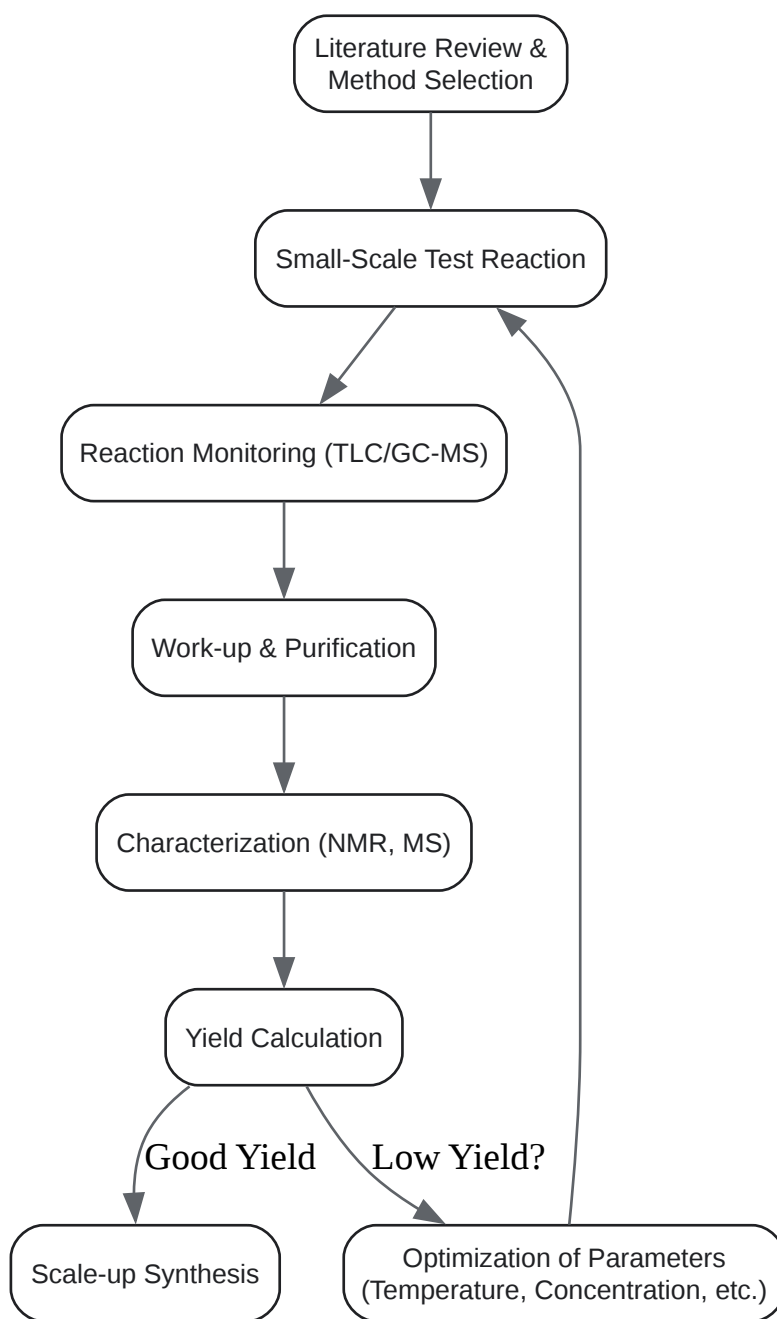 Literature Review &
Method Selection
Small-Scale Test Reaction
Reaction Monitoring (TLC/GC-MS)
Work-up & Purification
Characterization (NMR, MS)
Yield Calculation
Good Yield
Low Yield?
Scale-up Synthesis
Optimization of Parameters
(Temperature, Concentration, etc.)